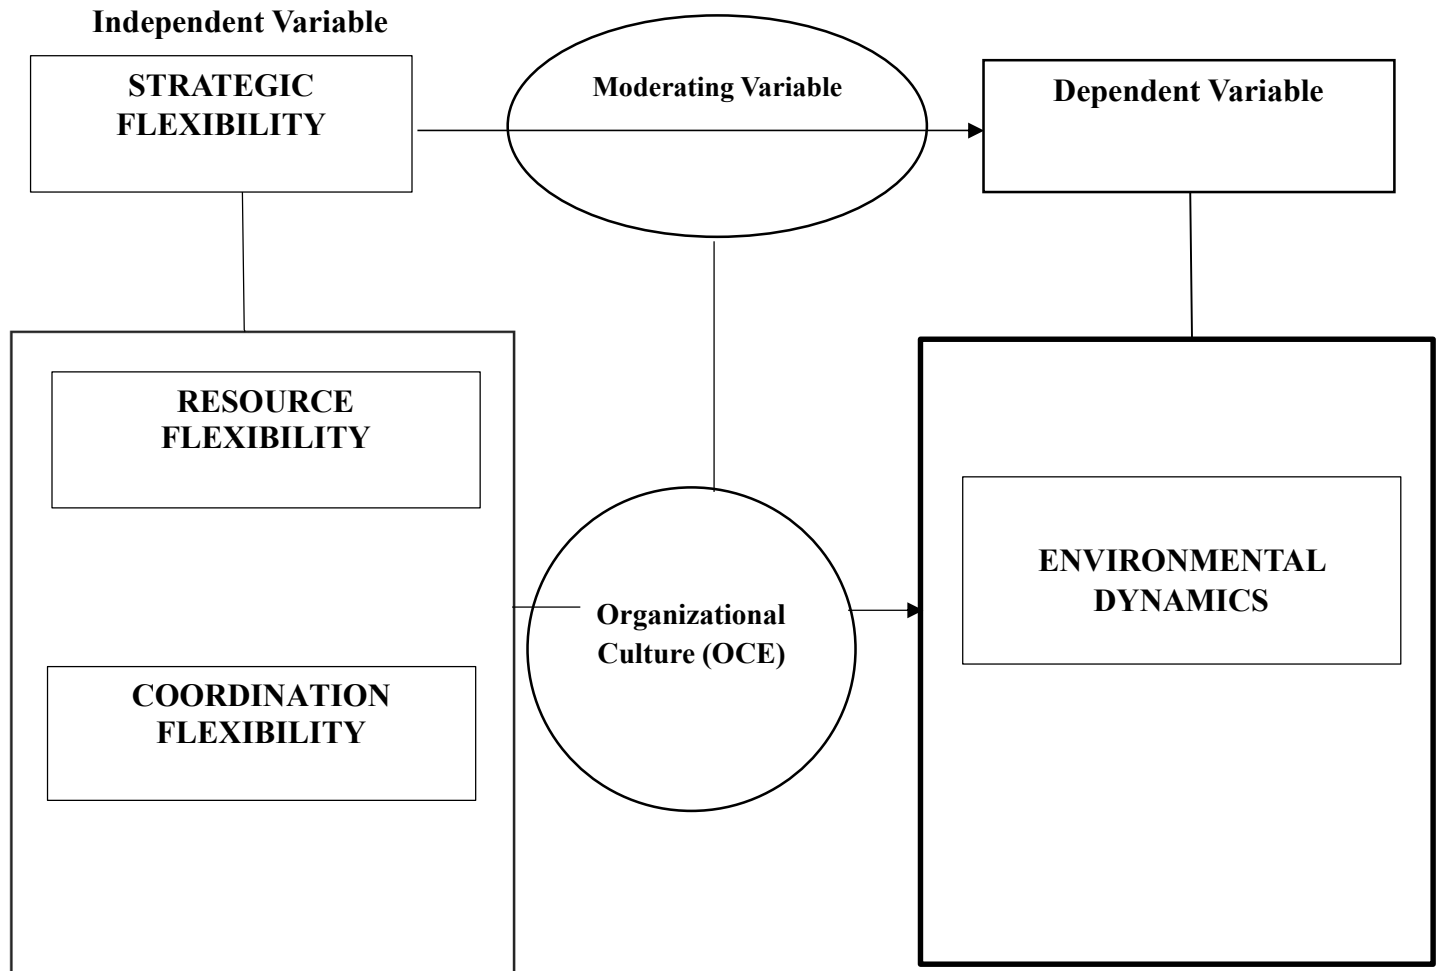 Independent Variable
STRATEGIC
FLEXIBILITY
Moderating Variable
Dependent Variable
RESOURCE
FLEXIBILITY
COORDINATION
FLEXIBILITY
Organizational
Culture (OCE)
ENVIRONMENTAL
DYNAMICS